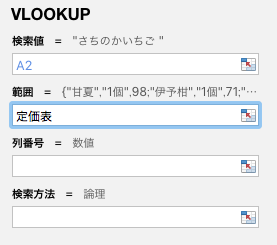 VLOOKUP
検索値 = "さちのかいちご "
A2
範囲 = {"甘夏","1個",98;"伊予柑","1個",71;"…
定価表
列番号 = 数値
検索方法 = 論理